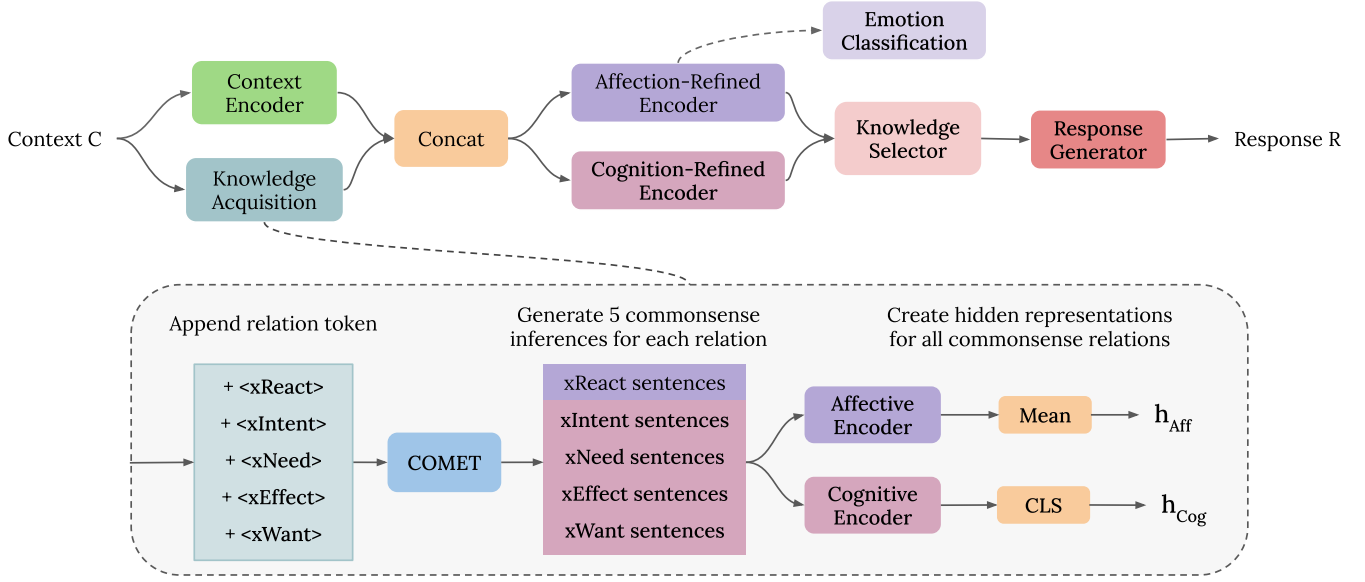 Emotion
Classification
Context
Encoder
Affection-Refined
Encoder
Context C
Concat
Knowledge
Selector
Response
Generator
Response R
Knowledge
Acquisition
Cognition-Refined
Encoder
Append relation token
Generate 5 commonsense
inferences for each relation
Create hidden representations
for all commonsense relations
+ <xReact>
+ <xIntent>
+ <xNeed>
+ <xEffect>
+ <xWant>
COMET
xReact sentences
xIntent sentences
xNeed sentences
xEffect sentences
xWant sentences
Affective
Encoder
Mean
h_Aff
Cognitive
Encoder
CLS
h_Cog